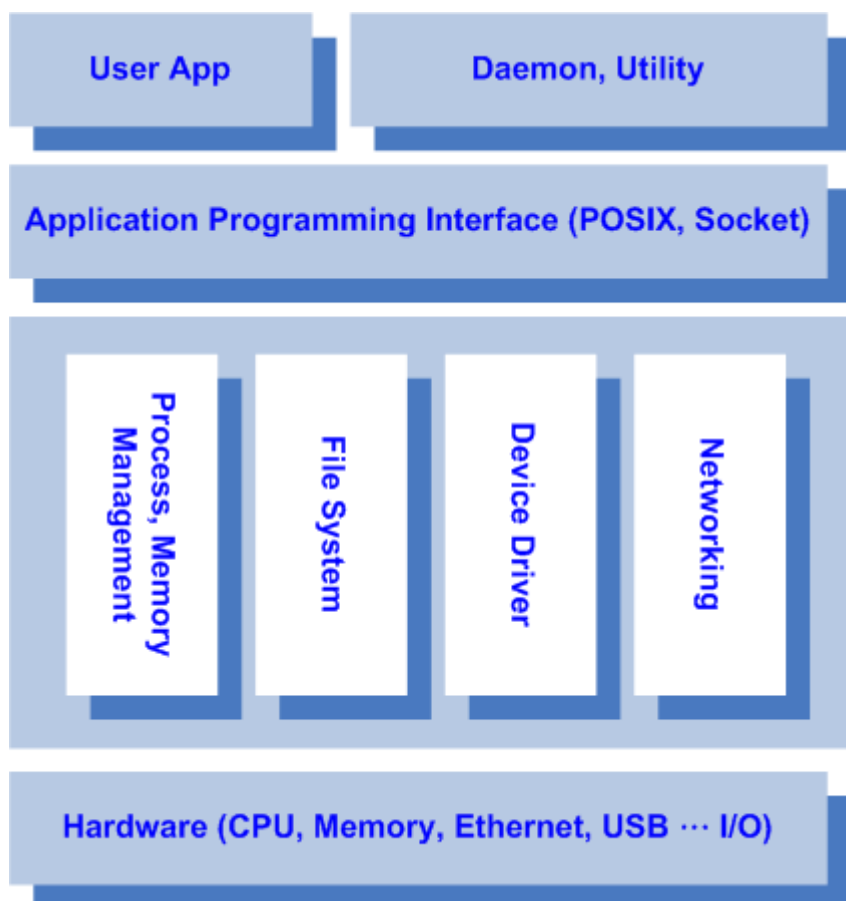 User App
Daemon, Utility
Application Programming Interface (POSIX, Socket)
Process, Memory
Management
File System
Device Driver
Networking
Hardware (CPU, Memory, Ethernet, USB ··· I/O)